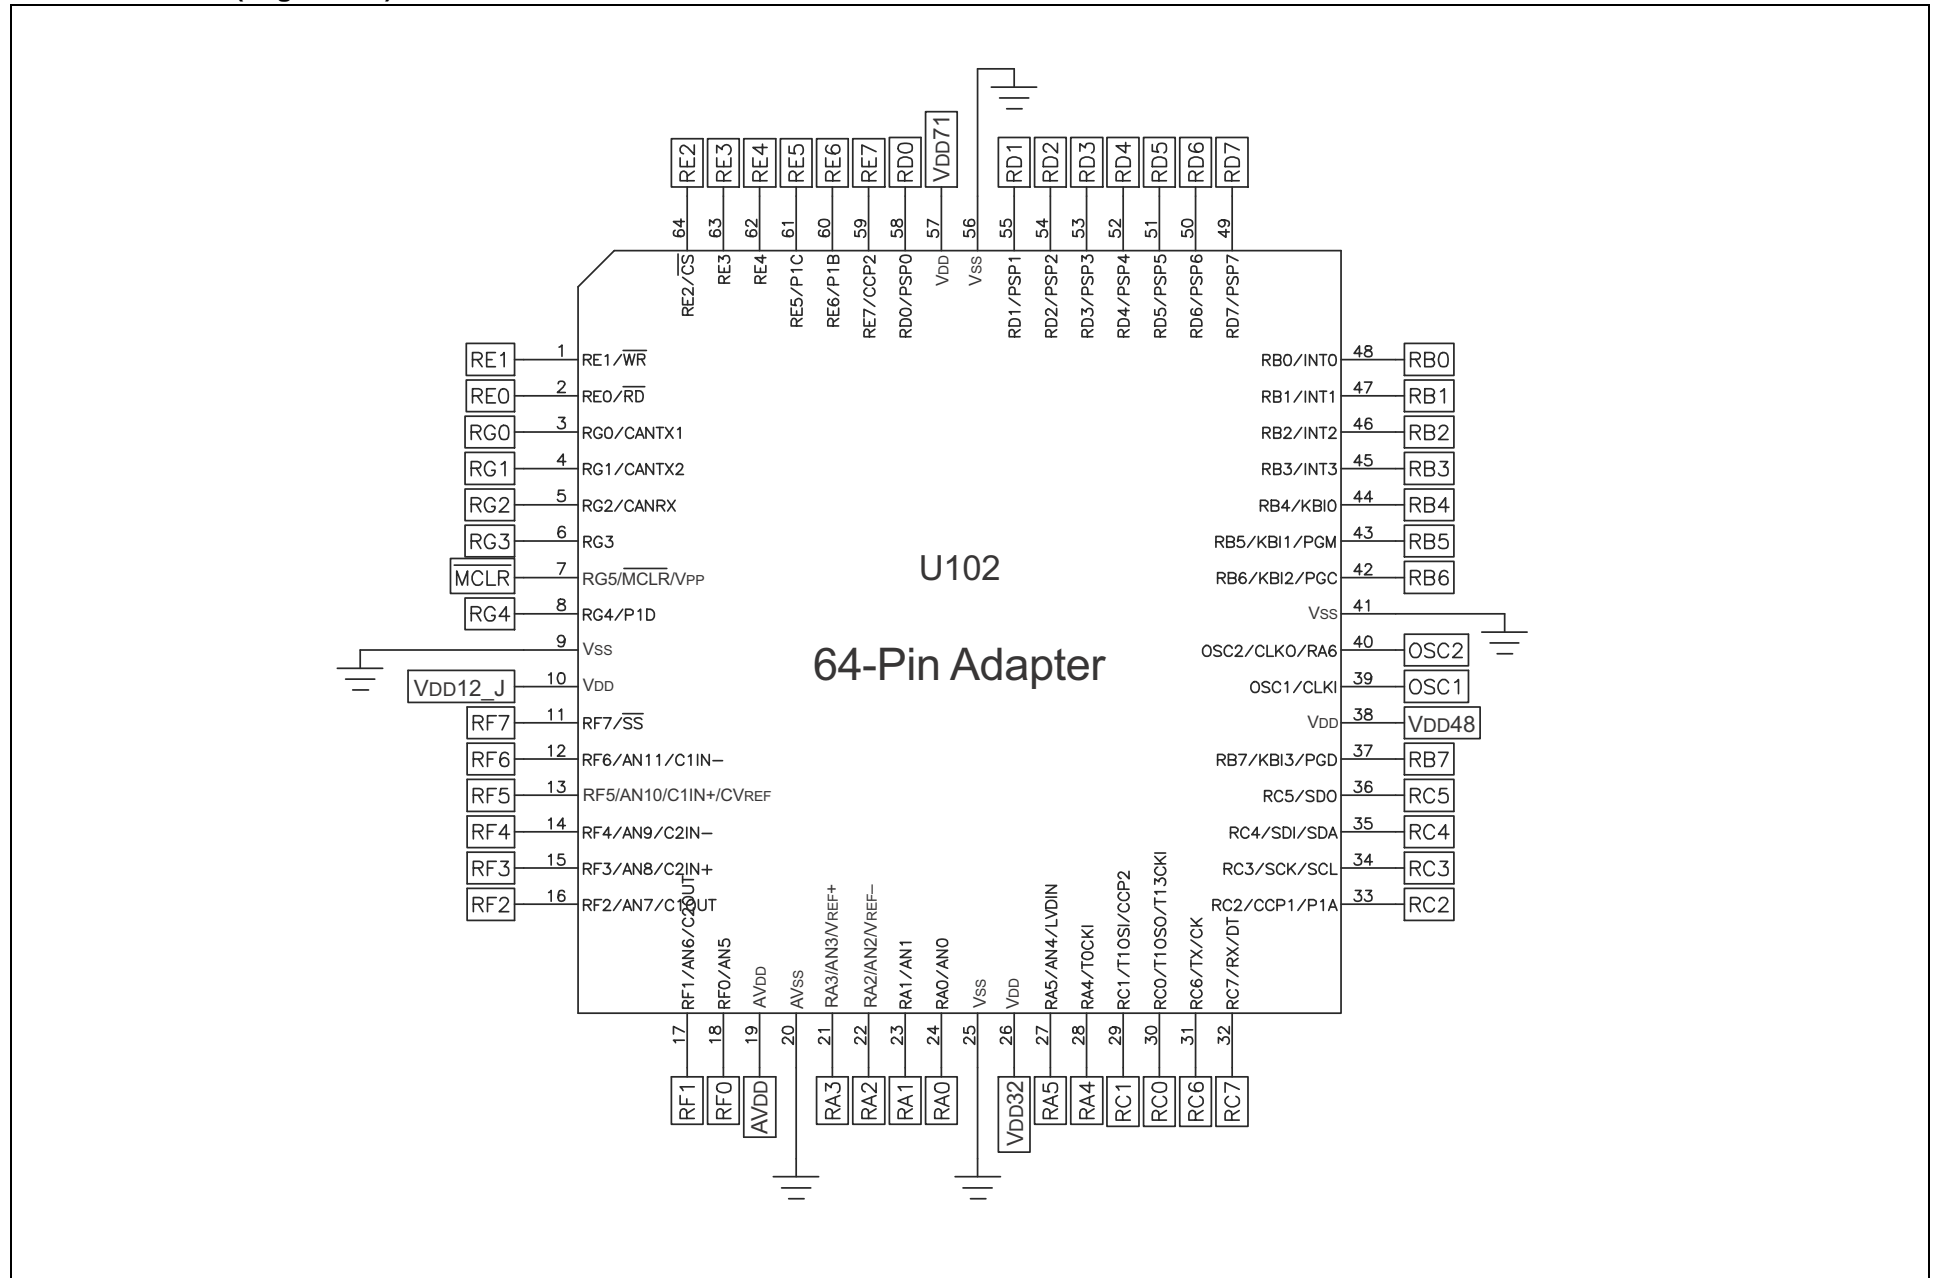 RE2 RE3 RE4 RE5 RE6 RE7 RD0 VDD71 RD1 RD2 RD3 RD4 RD5 RD6 RD7
64 63 62 61 60 59 58 57 56 55 54 53 52 51 50 49
RE2/CS RE3 RE4 RE5/P1C RE6/P1B RE7/CCP2 RD0/PSP0 VDD VSS RD1/PSP1 RD2/PSP2 RD3/PSP3 RD4/PSP4 RD5/PSP5 RD6/PSP6 RD7/PSP7
RE1 1 RE1/WR RB0/INT0 48 RB0
RE0 2 RE0/RD RB1/INT1 47 RB1
RG0 3 RG0/CANTX1 RB2/INT2 46 RB2
RG1 4 RG1/CANTX2 RB3/INT3 45 RB3
RG2 5 RG2/CANRX RB4/KBI0 44 RB4
RG3 6 RG3 RB5/KBI1/PGM 43 RB5
U102
MCLR 7 RG5/MCLR/VPP RB6/KBI2/PGC 42 RB6
RG4 8 RG4/P1D VSS 41
9 VSS OSC2/CLKO/RA6 40 OSC2
64-Pin Adapter
VDD12_J 10 VDD OSC1/CLKI 39 OSC1
RF7 11 RF7/SS VDD 38 VDD48
RF6 12 RF6/AN11/C1IN– RB7/KBI3/PGD 37 RB7
RF5 13 RF5/AN10/C1IN+/CVREF RC5/SDO 36 RC5
RF4 14 RF4/AN9/C2IN– RC4/SDI/SDA 35 RC4
RF3 15 RF3/AN8/C2IN+ RC3/SCK/SCL 34 RC3
RF2 16 RF2/AN7/C1OUT RC2/CCP1/P1A 33 RC2
RF1/AN6/C2OUT RF0/AN5 AVDD AVSS RA3/AN3/VREF+ RA2/AN2/VREF– RA1/AN1 RA0/AN0 VSS VDD RA5/AN4/LVDIN RA4/T0CKI RC1/T1OSI/CCP2 RC0/T1OSO/T13CKI RC6/TX/CK RC7/RX/DT
17 18 19 20 21 22 23 24 25 26 27 28 29 30 31 32
RF1 RF0 AVDD RA3 RA2 RA1 RA0 VDD32 RA5 RA4 RC1 RC0 RC6 RC7